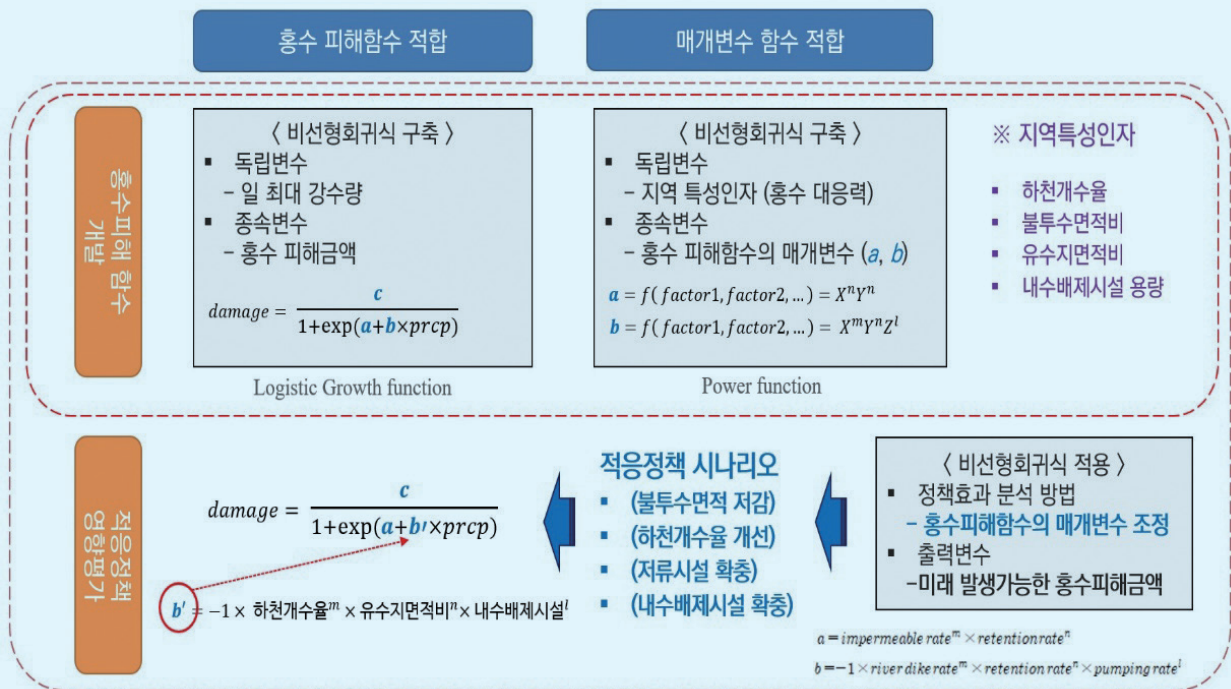 홍수 피해함수 적합
매개변수 함수 적합
홍수피해 함수
개발
〈 비선형회귀식 구축 〉
▪ 독립변수
– 일 최대 강수량
▪ 종속변수
– 홍수 피해금액
damage = c / 1+exp(a+b×prcp)
Logistic Growth function
〈 비선형회귀식 구축 〉
▪ 독립변수
– 지역 특성인자 (홍수 대응력)
▪ 종속변수
– 홍수 피해함수의 매개변수 (a, b)
a = f( factor1, factor2, …) = XⁿYⁿ
b = f( factor1, factor2, …) = XᵐYⁿZˡ
Power function
※ 지역특성인자
▪ 하천개수율
▪ 불투수면적비
▪ 유수지면적비
▪ 내수배제시설 용량
적응정책
영향평가
damage = c / 1+exp(a+b′×prcp)
b′ = −1 × 하천개수율ᵐ × 유수지면적비ⁿ × 내수배제시설ˡ
적응정책 시나리오
▪ (불투수면적 저감)
▪ (하천개수율 개선)
▪ (저류시설 확충)
▪ (내수배제시설 확충)
〈 비선형회귀식 적용 〉
▪ 정책효과 분석 방법
– 홍수피해함수의 매개변수 조정
▪ 출력변수
–미래 발생가능한 홍수피해금액
a = impermeable rateᵐ × retention rateⁿ
b = −1 × river dike rateᵐ × retention rateⁿ × pumping rateˡ